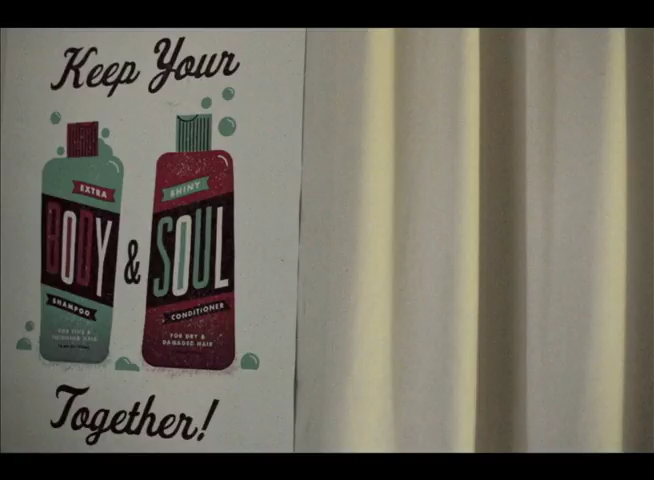 Keep Your
EXTRA
BODY
SHAMPOO
&
SHINY
SOUL
CONDITIONER
FOR DRY &
DAMAGED HAIR
Together!